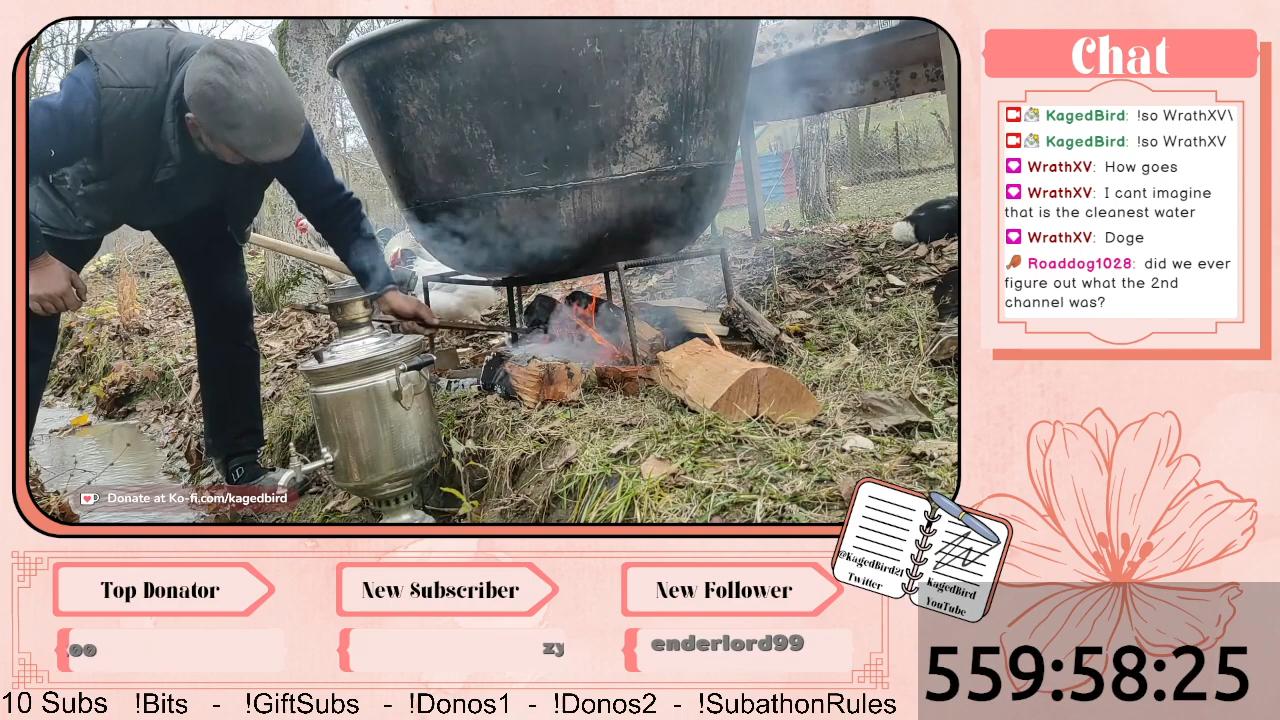 Chat
KagedBird: !so WrathXV\
KagedBird: !so WrathXV
WrathXV: How goes
WrathXV: I cant imagine
that is the cleanest water
WrathXV: Doge
Roaddog1028: did we ever
figure out what the 2nd
channel was?
Donate at Ko-fi.com/kagedbird
@KagedBird21
Twitter
KagedBird
YouTube
Top Donator
New Subscriber
New Follower
oo
zy
enderlord99
559:58:25
10 Subs !Bits - !GiftSubs - !Donos1 - !Donos2 - !SubathonRules